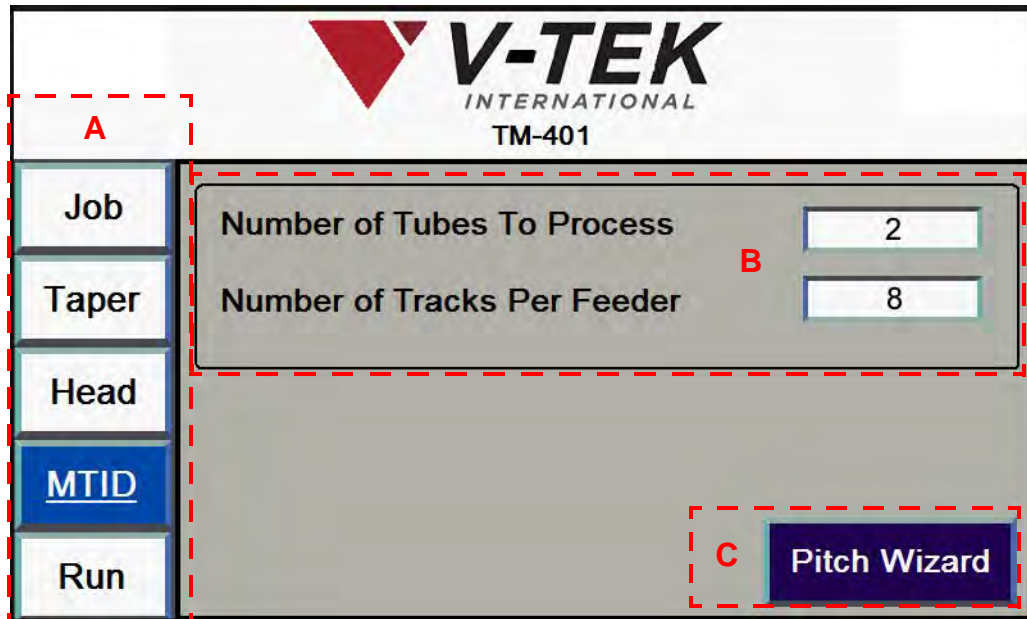 V-TEK
INTERNATIONAL
TM-401
A
Job
Taper
Head
MTID
Run
Number of Tubes To Process 2
B
Number of Tracks Per Feeder 8
C
Pitch Wizard